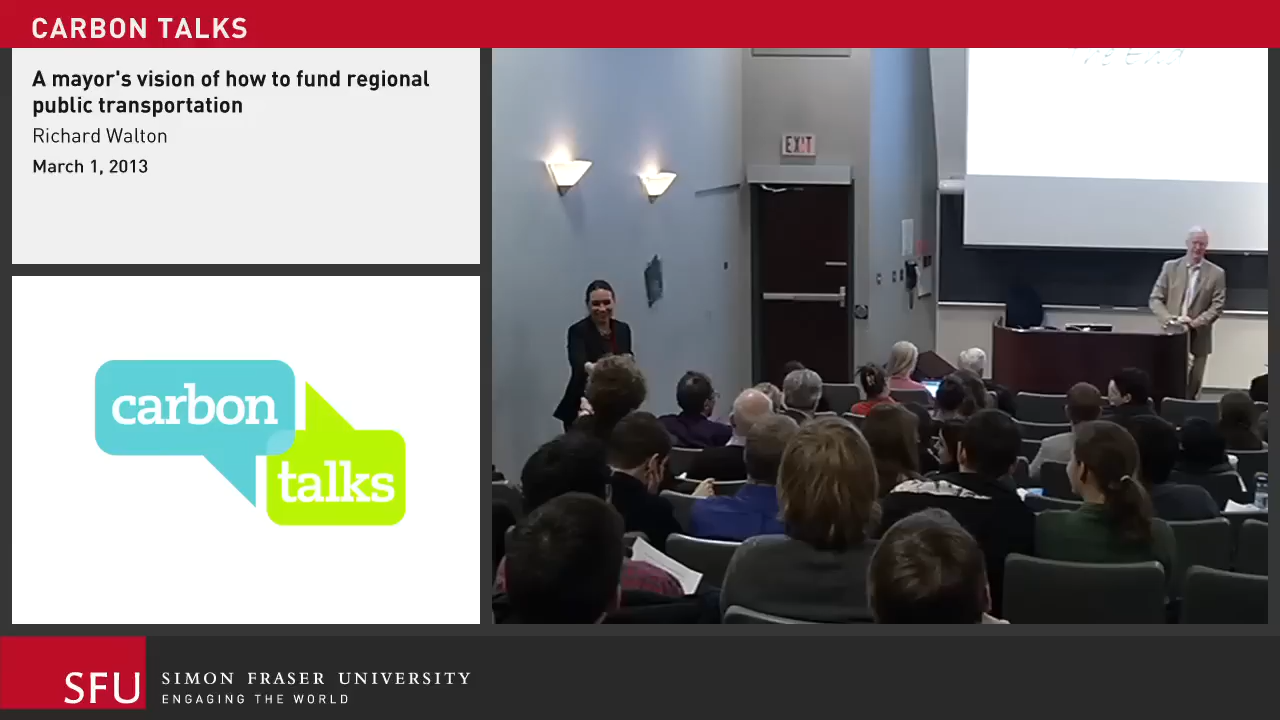 CARBON TALKS
A mayor's vision of how to fund regional
public transportation
Richard Walton
March 1, 2013
carbon
talks
EXIT
SFU
SIMON FRASER UNIVERSITY
ENGAGING THE WORLD